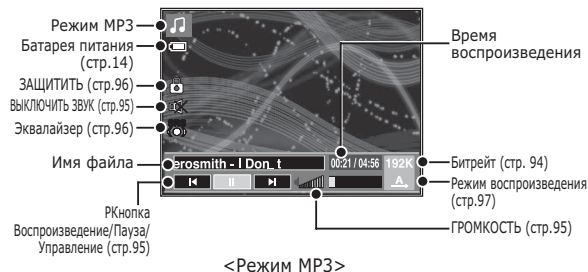 Режим MP3
Батарея питания
(стр.14)
ЗАЩИТИТЬ (стр.96)
ВЫКЛЮЧИТЬ ЗВУК (стр.95)
Эквалайзер (стр.96)
Имя файла
РКнопка
Воспроизведение/Пауза/
Управление (стр.95)
erosmith - I Don_t
00:21 / 04:56
192K
A
Время
воспроизведения
Битрейт (стр. 94)
Режим воспроизведения
(стр.97)
ГРОМКОСТЬ (стр.95)
<Режим MP3>